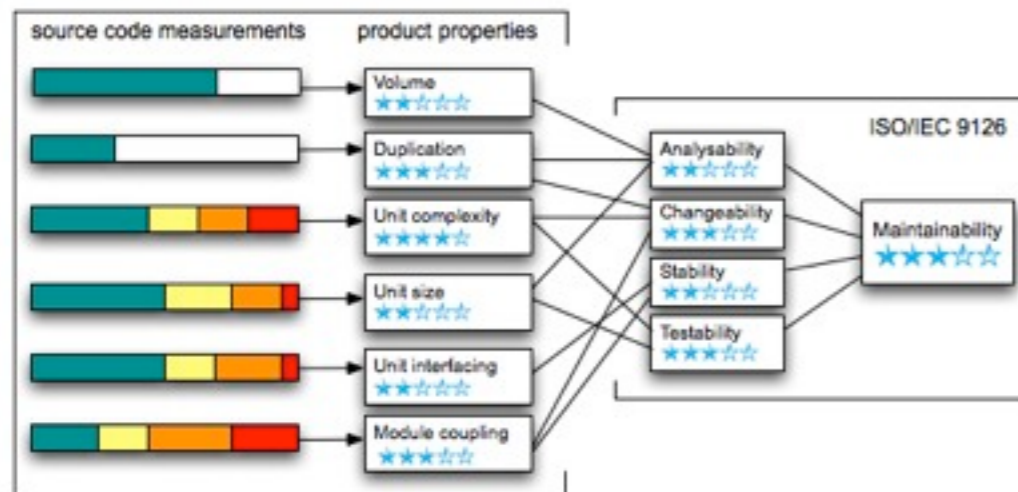 source code measurements
product properties
ISO/IEC 9126
Volume
Duplication
Unit complexity
Unit size
Unit interfacing
Module coupling
Analysability
Changeability
Stability
Testability
Maintainability